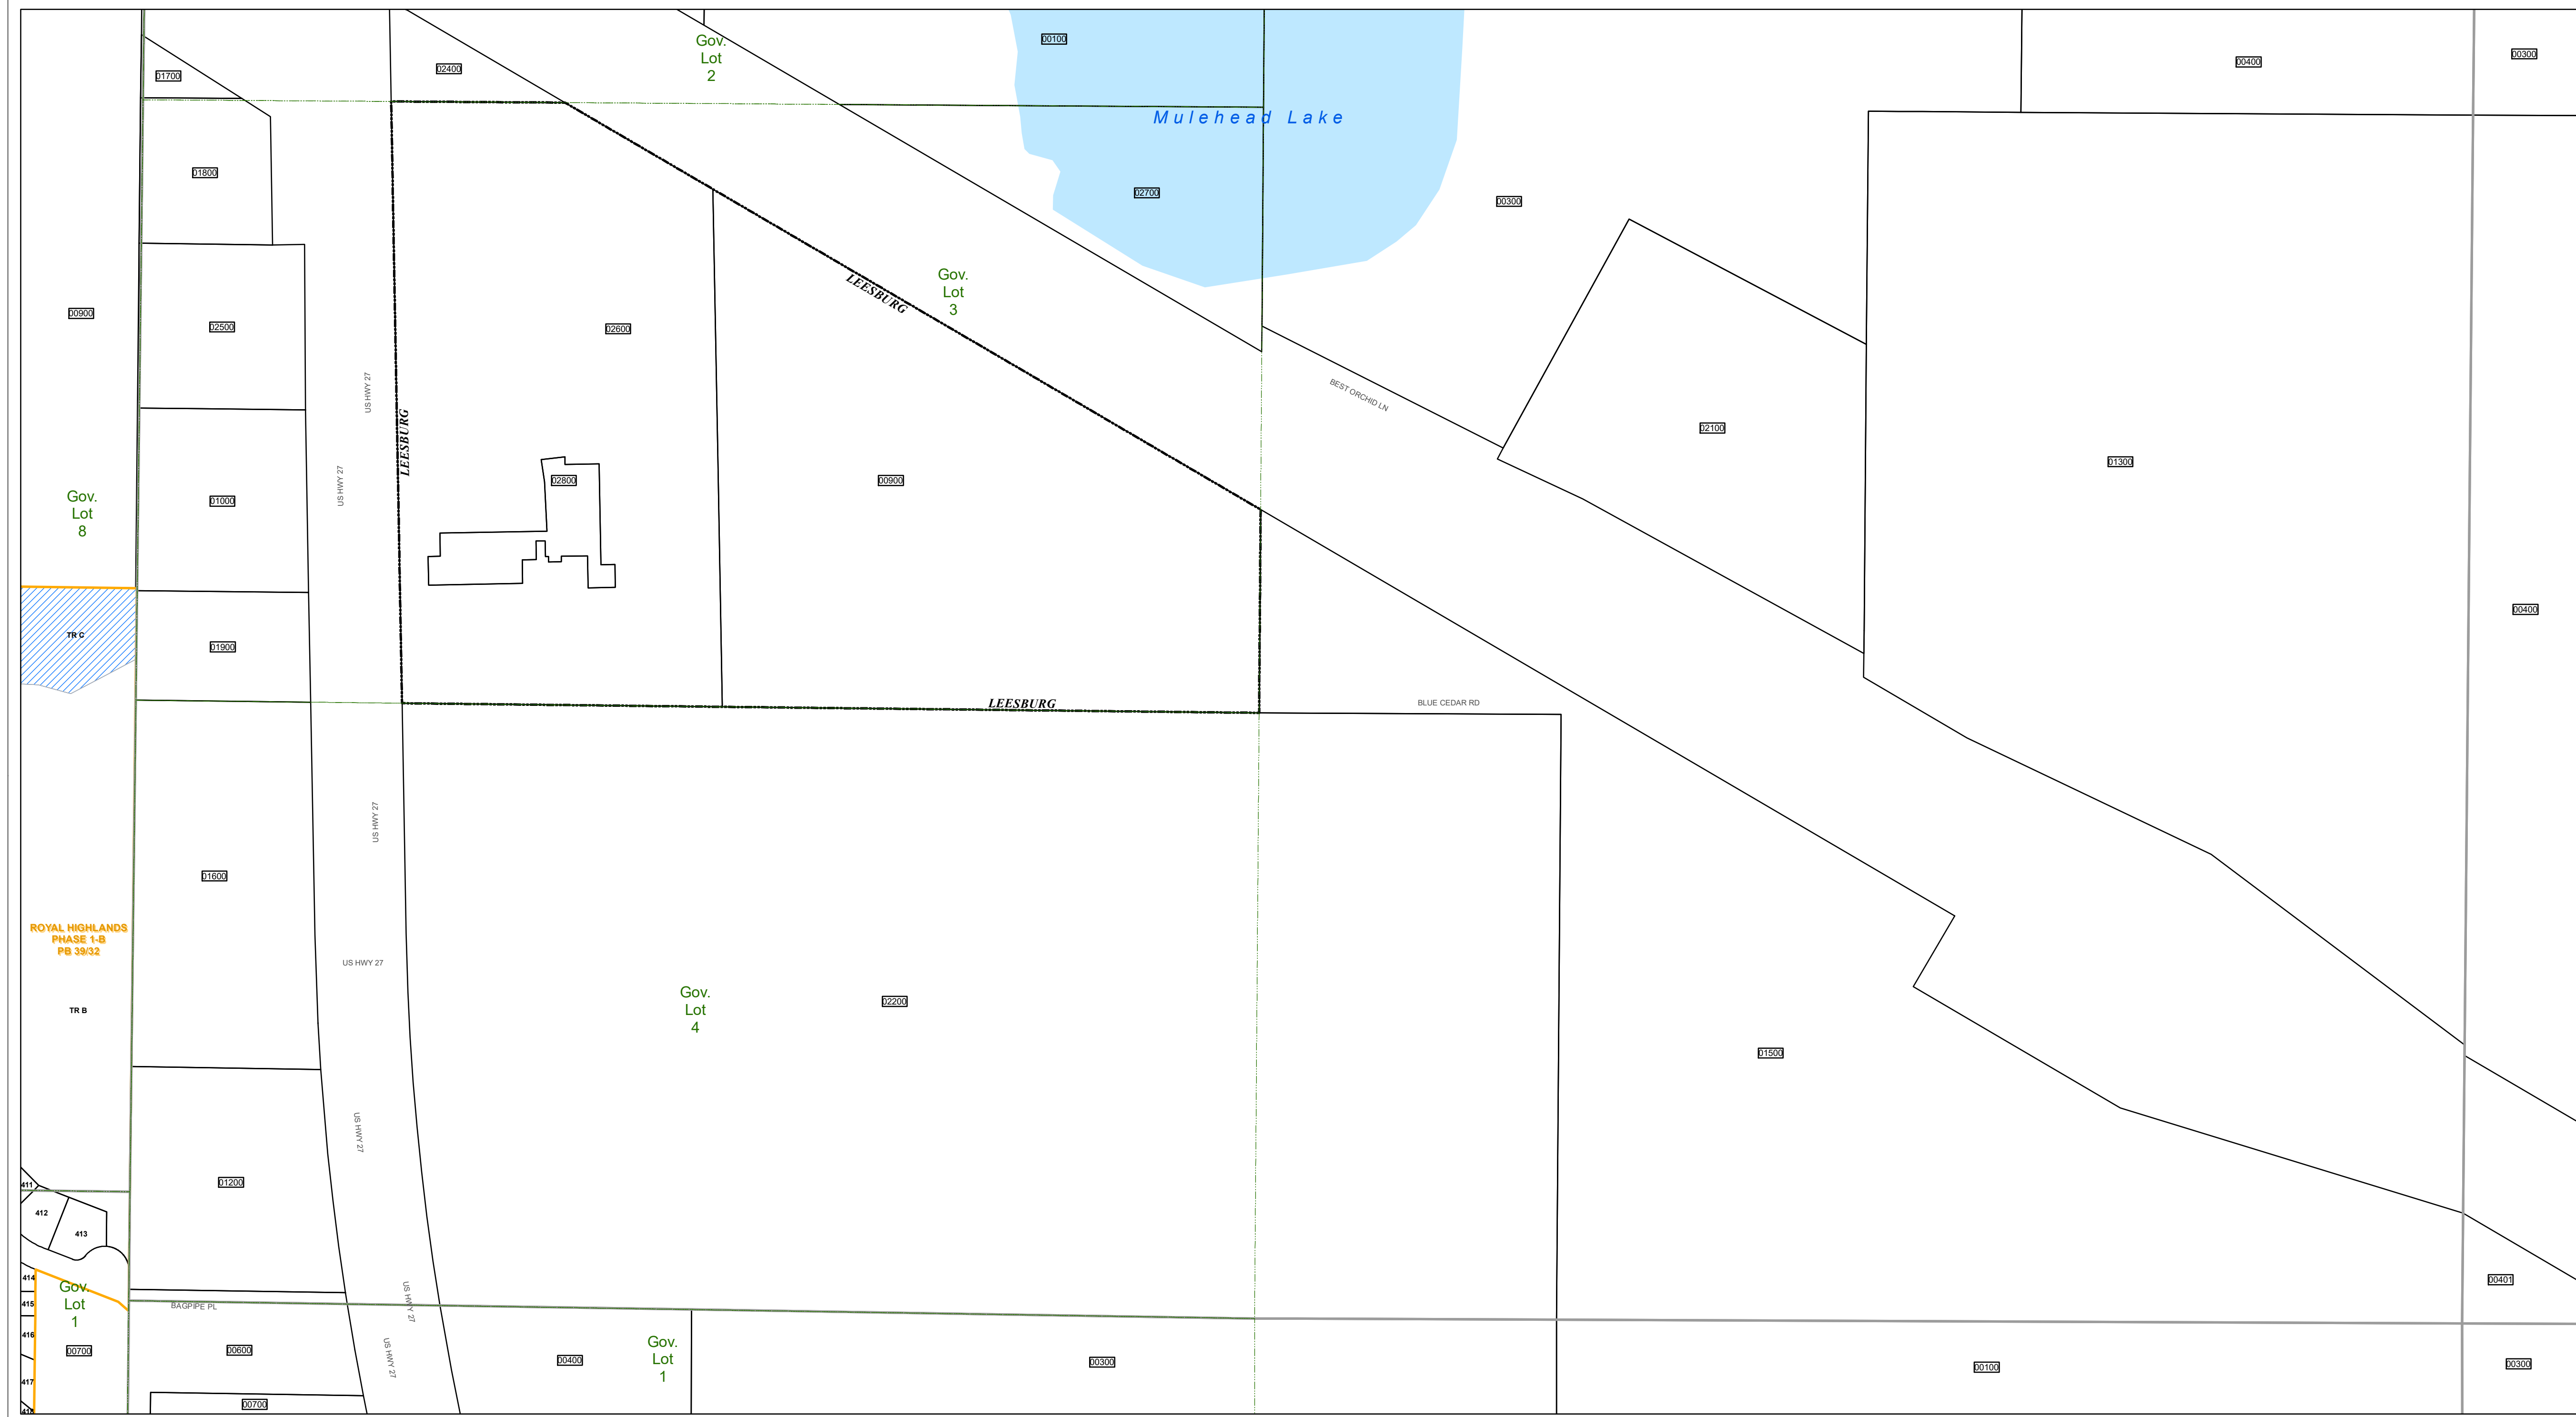 00100
Gov.
Lot
2
00300
00400
02400
01700
Mulehead Lake
01800
02700
00300
Gov.
Lot
3
LEESBURG
00900
02500
02600
US HWY 27
BEST ORCHID LN
LEESBURG
02100
01300
US HWY 27
02800
00900
Gov.
Lot
8
01000
00400
TR C
01900
LEESBURG
BLUE CEDAR RD
US HWY 27
01600
ROYAL HIGHLANDS
PHASE 1-B
PB 39/32
US HWY 27
Gov.
Lot
4
02200
TR B
01500
US HWY 27
01200
411
412
413
414
Gov.
Lot
1
415
BAGPIPE PL
US HWY 27
00401
416
00700
00600
US HWY 27
00400
Gov.
Lot
1
00300
00100
00300
417
00700
418